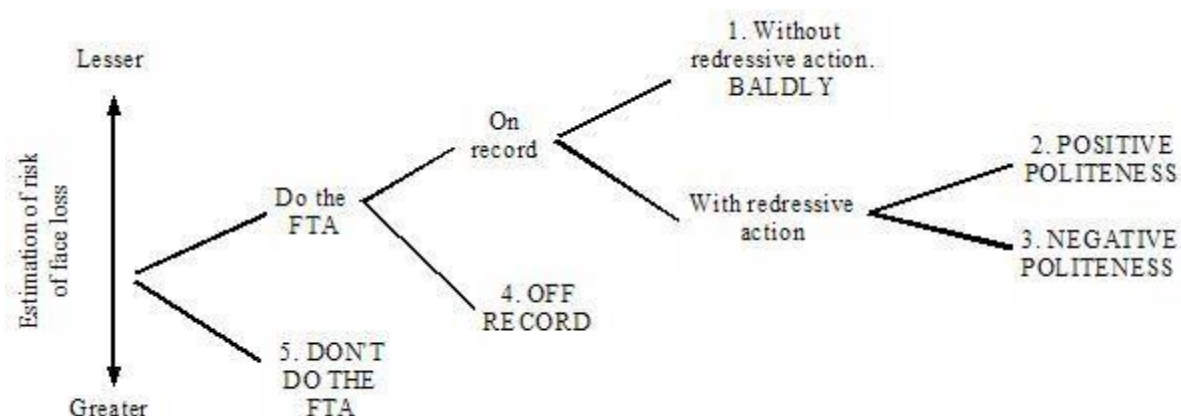 Lesser
Estimation of risk
of face loss
Greater
Do the
FTA
5. DON'T
DO THE
FTA
On
record
4. OFF
RECORD
1. Without
redressive action.
BALDLY
With redressive
action
2. POSITIVE
POLITENESS
3. NEGATIVE
POLITENESS